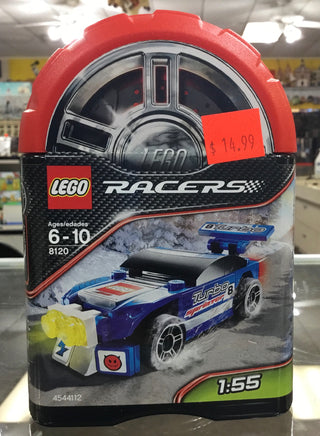 LEGO
$ 14.99
LEGO RACERS
Ages/edades
6-10
8120
TURBO
8
4544112
1:55